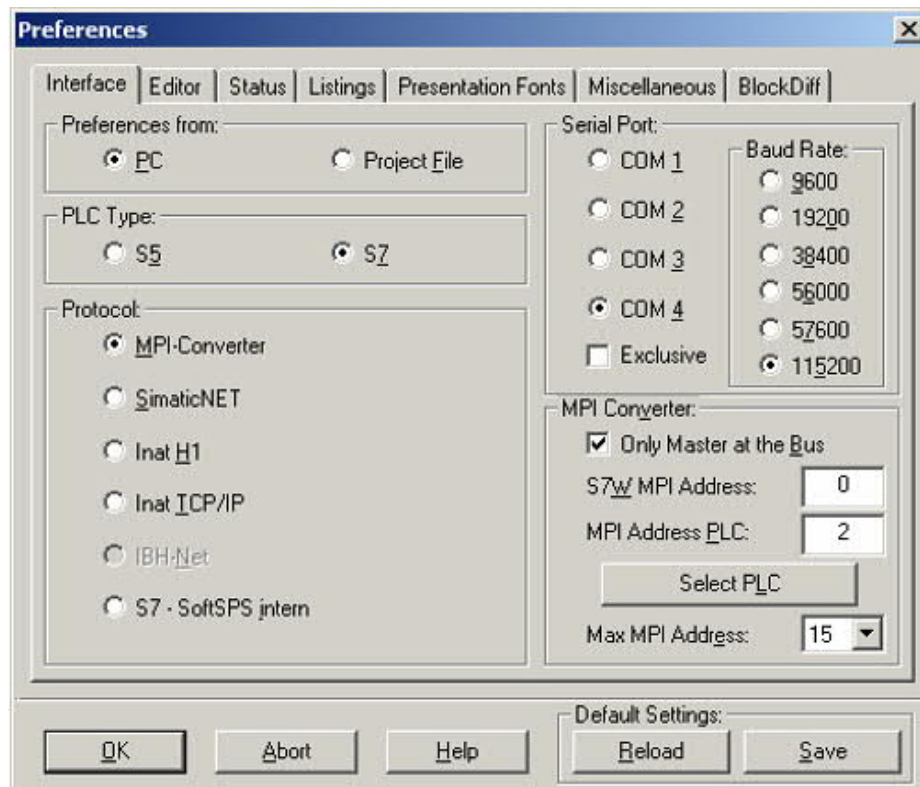 Preferences
Interface Editor Status Listings Presentation Fonts Miscellaneous BlockDiff
Preferences from:
PC Project File
PLC Type:
S5 S7
Protocol:
MPI-Converter
SimaticNET
Inat H1
Inat TCP/IP
IBH-Net
S7 - SoftSPS intern
Serial Port:
COM 1
COM 2
COM 3
COM 4
Exclusive
Baud Rate:
9600
19200
38400
56000
57600
115200
MPI Converter:
Only Master at the Bus
S7W MPI Address: 0
MPI Address PLC: 2
Select PLC
Max MPI Address: 15
OK Abort Help
Default Settings:
Reload Save